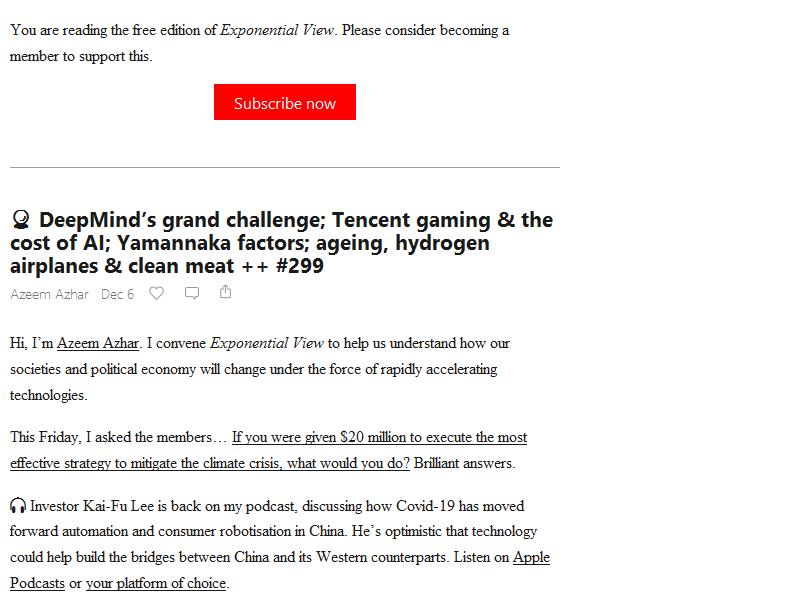 You are reading the free edition of Exponential View. Please consider becoming a
member to support this.
Subscribe now
DeepMind’s grand challenge; Tencent gaming & the
cost of AI; Yamannaka factors; ageing, hydrogen
airplanes & clean meat ++ #299
Azeem Azhar Dec 6
Hi, I’m Azeem Azhar. I convene Exponential View to help us understand how our
societies and political economy will change under the force of rapidly accelerating
technologies.
This Friday, I asked the members… If you were given $20 million to execute the most
effective strategy to mitigate the climate crisis, what would you do? Brilliant answers.
Investor Kai-Fu Lee is back on my podcast, discussing how Covid-19 has moved
forward automation and consumer robotisation in China. He’s optimistic that technology
could help build the bridges between China and its Western counterparts. Listen on Apple
Podcasts or your platform of choice.